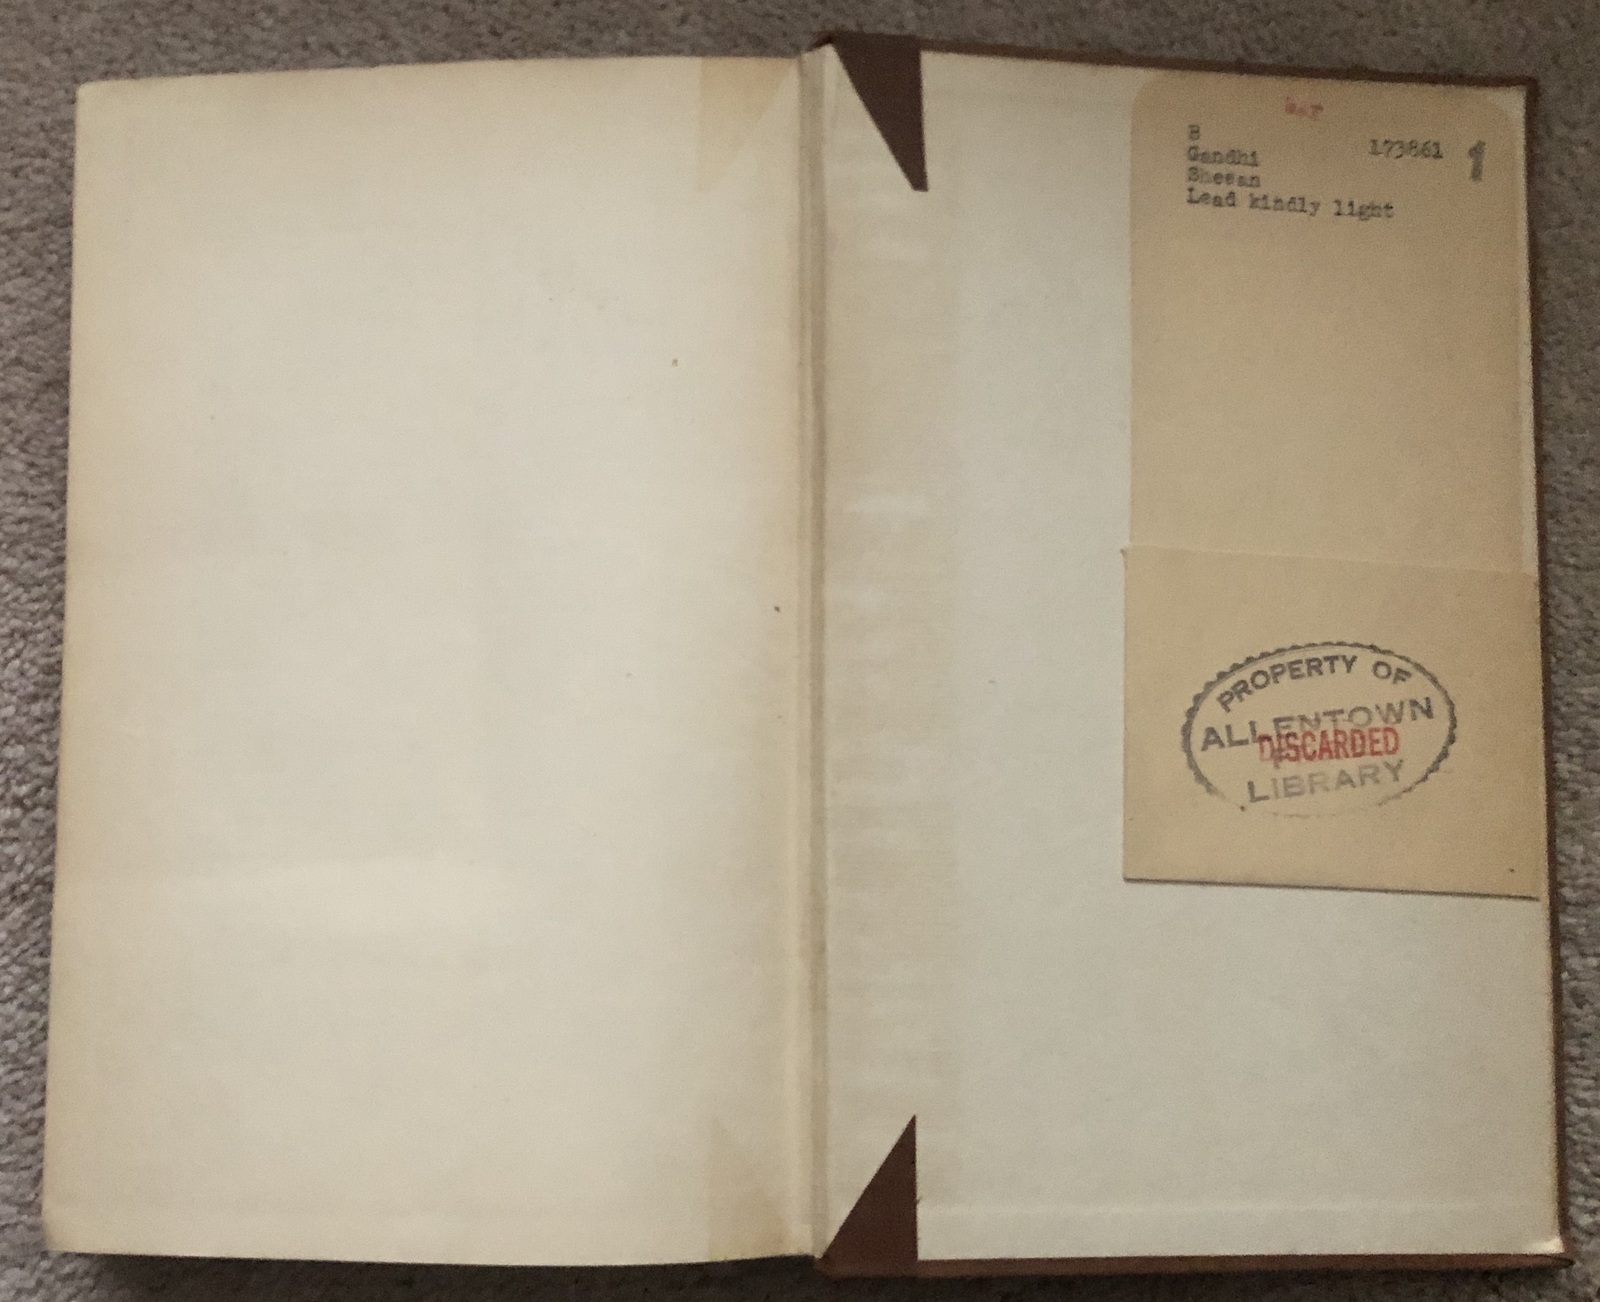 B
Gandhi 173861 1
Sheean
Lead kindly light
PROPERTY OF
ALLENTOWN
DISCARDED
LIBRARY